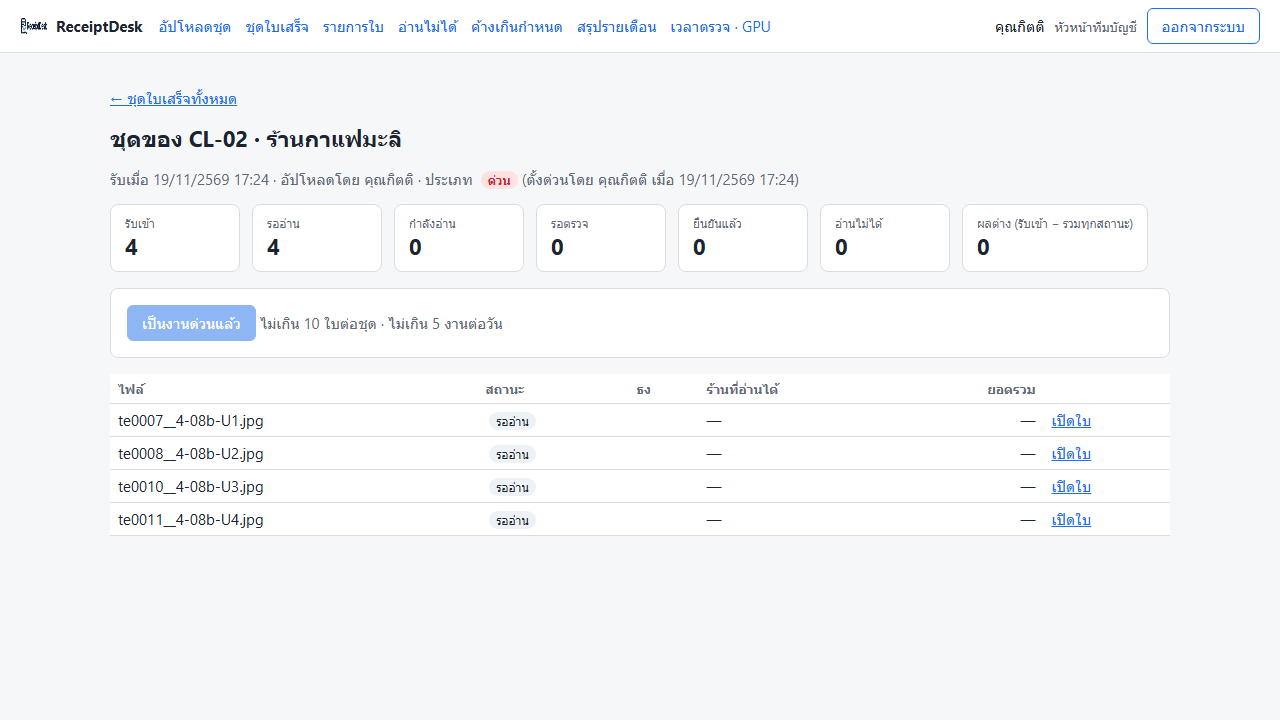 ReceiptDesk อัปโหลดชุด ชุดใบเสร็จ รายการใบ อ่านไม่ได้ ค้างเกินกำหนด สรุปรายเดือน เวลาตรวจ · GPU คุณกิตติ หัวหน้าทีมบัญชี ออกจากระบบ
← ชุดใบเสร็จทั้งหมด
ชุดของ CL-02 · ร้านกาแฟมะลิ
รับเมื่อ 19/11/2569 17:24 · อัปโหลดโดย คุณกิตติ · ประเภท ด่วน (ตั้งด่วนโดย คุณกิตติ เมื่อ 19/11/2569 17:24)
รับเข้า รออ่าน กำลังอ่าน รอตรวจ ยืนยันแล้ว อ่านไม่ได้ ผลต่าง (รับเข้า − รวมทุกสถานะ)
4 4 0 0 0 0 0
เป็นงานด่วนแล้ว ไม่เกิน 10 ใบต่อชุด · ไม่เกิน 5 งานต่อวัน
ไฟล์ สถานะ ธง ร้านที่อ่านได้ ยอดรวม
te0007__4-08b-U1.jpg รออ่าน — — เปิดใบ
te0008__4-08b-U2.jpg รออ่าน — — เปิดใบ
te0010__4-08b-U3.jpg รออ่าน — — เปิดใบ
te0011__4-08b-U4.jpg รออ่าน — — เปิดใบ